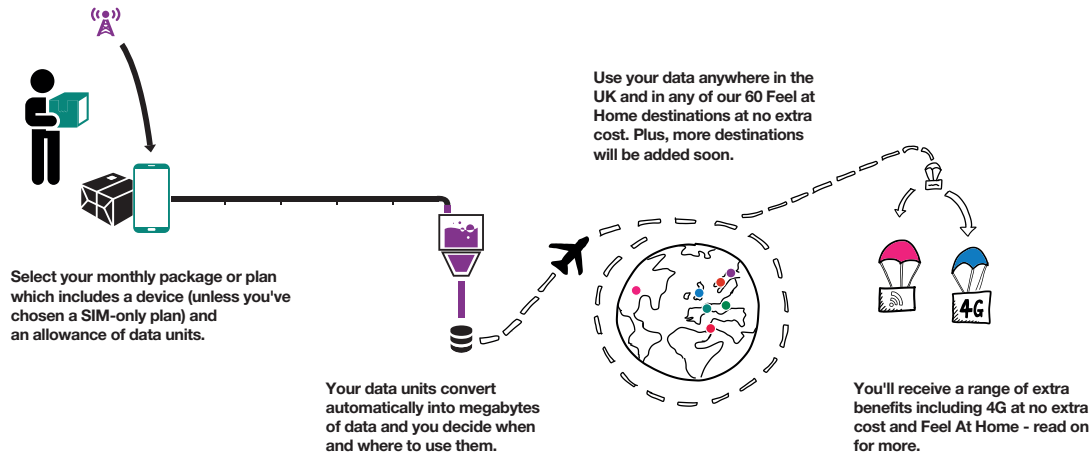 Select your monthly package or plan
which includes a device (unless you've
chosen a SIM-only plan) and
an allowance of data units.
Your data units convert
automatically into megabytes
of data and you decide when
and where to use them.
Use your data anywhere in the
UK and in any of our 60 Feel at
Home destinations at no extra
cost. Plus, more destinations
will be added soon.
4G
You'll receive a range of extra
benefits including 4G at no extra
cost and Feel At Home - read on
for more.